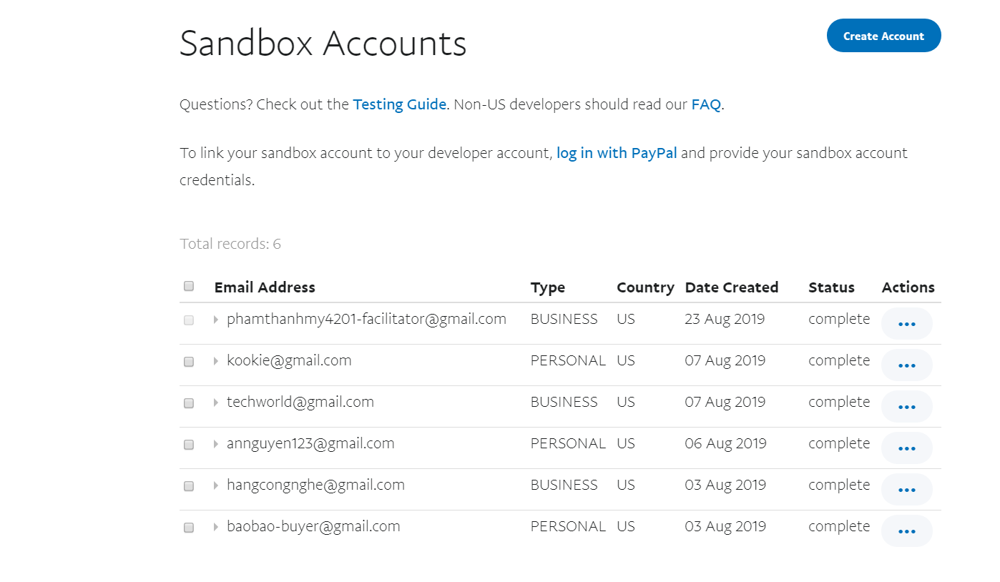 Sandbox Accounts
Create Account
Questions? Check out the Testing Guide. Non-US developers should read our FAQ.
To link your sandbox account to your developer account, log in with PayPal and provide your sandbox account
credentials.
Total records: 6
Email Address Type Country Date Created Status Actions
phamthanhmy4201-facilitator@gmail.com BUSINESS US 23 Aug 2019 complete
kookie@gmail.com PERSONAL US 07 Aug 2019 complete
techworld@gmail.com BUSINESS US 07 Aug 2019 complete
annguyen123@gmail.com PERSONAL US 06 Aug 2019 complete
hangcongnghe@gmail.com BUSINESS US 03 Aug 2019 complete
baobao-buyer@gmail.com PERSONAL US 03 Aug 2019 complete